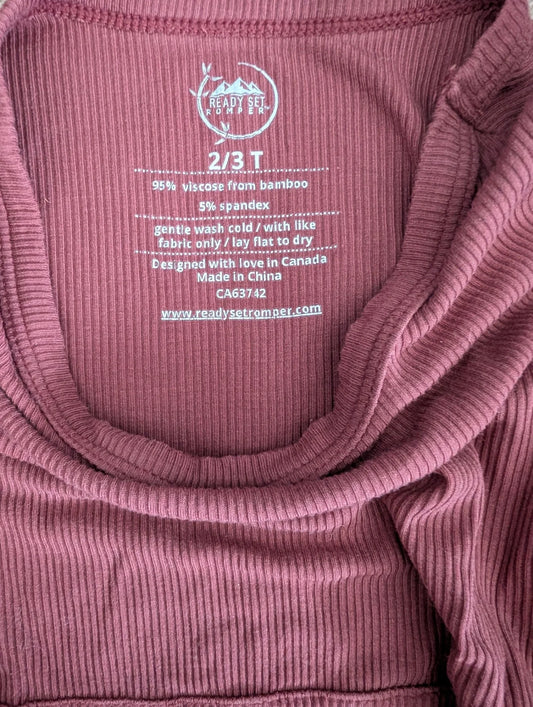 READY SET
ROMPER™
2/3 T
95% viscose from bamboo
5% spandex
gentle wash cold / with like
fabric only / lay flat to dry
Designed with love in Canada
Made in China
CA63742
www.readysetromper.com